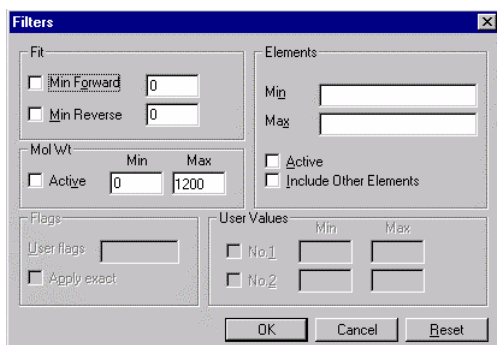 Filters
Fit
Min Forward 0
Min Reverse 0
Elements
Min
Max
Active
Include Other Elements
Mol Wt
Min Max
Active 0 1200
Flags
User flags
Apply exact
User Values
Min Max
No.1
No.2
OK Cancel Reset